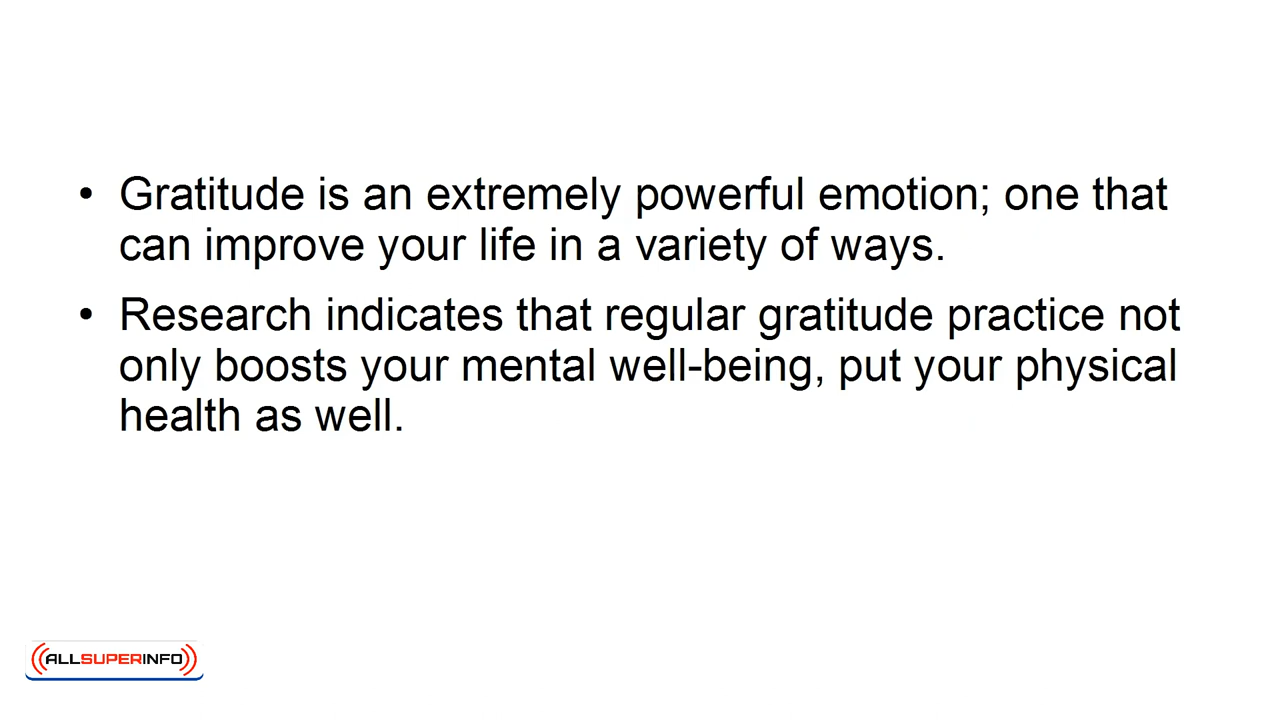 • Gratitude is an extremely powerful emotion; one that
can improve your life in a variety of ways.
• Research indicates that regular gratitude practice not
only boosts your mental well-being, put your physical
health as well.
ALLSUPERINFO